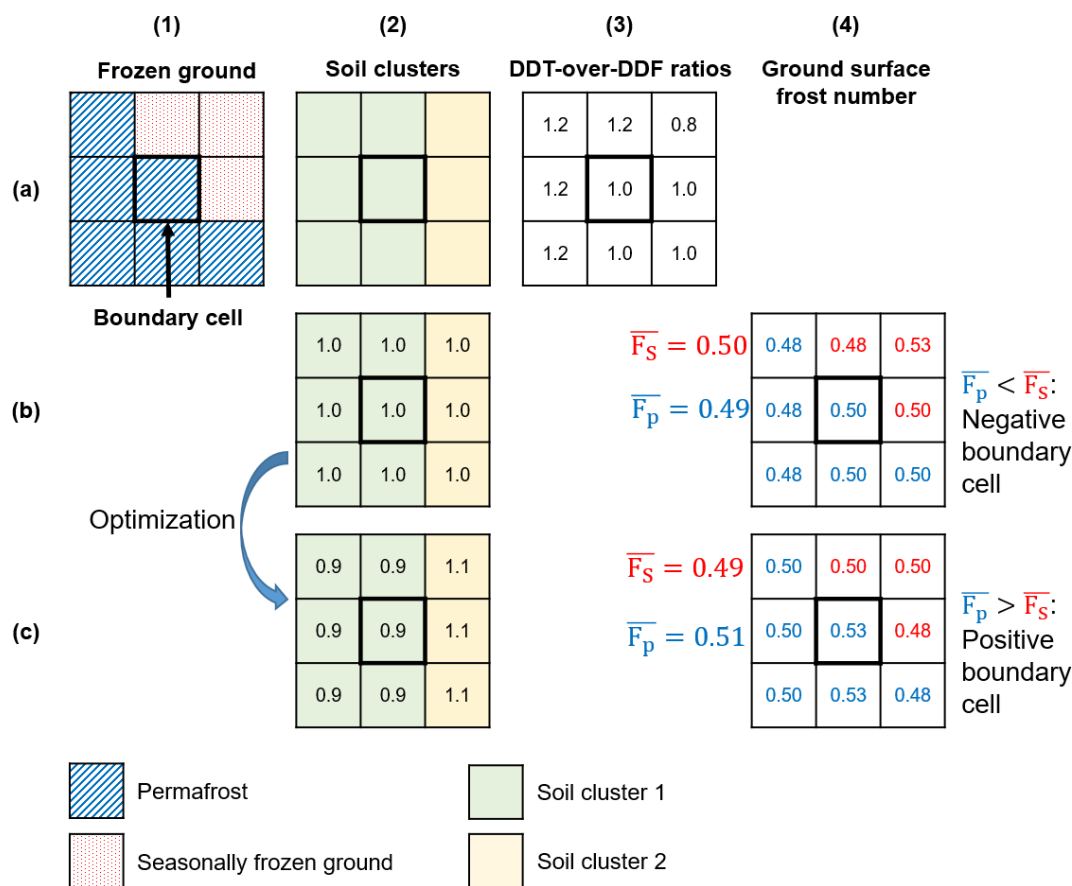 (1) (2) (3) (4)
Frozen ground Soil clusters DDT-over-DDF ratios Ground surface
frost number
(a)
1.2 1.2 0.8
1.2 1.0 1.0
1.2 1.0 1.0
Boundary cell
(b)
1.0 1.0 1.0
1.0 1.0 1.0
1.0 1.0 1.0
F̅S̅ = 0.50
F̅p̅ = 0.49
0.48 0.48 0.53
0.48 0.50 0.50
0.48 0.50 0.50
F̅p̅ < F̅S̅:
Negative
boundary
cell
Optimization
(c)
0.9 0.9 1.1
0.9 0.9 1.1
0.9 0.9 1.1
F̅S̅ = 0.49
F̅p̅ = 0.51
0.50 0.50 0.50
0.50 0.53 0.48
0.50 0.53 0.48
F̅p̅ > F̅S̅:
Positive
boundary
cell
Permafrost
Soil cluster 1
Seasonally frozen ground
Soil cluster 2